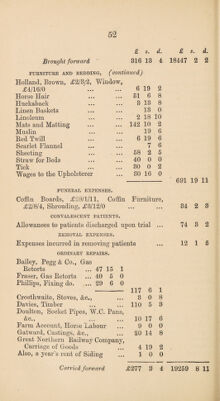 52
£ s. d. £ s. d.
Brought forward ... 316 13 4 18447 2 2
FURNITURE AND BEDDING, (continued)
Holland, Brown, £2/3/2, Window,
£4/16/0 ... ... 6 19 2
Horse Hair ... ... 51 6 8
Huckaback ... ... 3 13 8
Linen Baskets ... ... 13 0
Linoleum ... ... 2 18 10
Mats and Matting ... ... 142 10 2
Muslin ... ... 19 6
Red Twill ... ... 6 19 6
Scarlet Flannel ... ... 7 6
Sheeting ... ... 58 2 5
Straw for Beds ... ... 40 0 0
Tick ... ... 30 0 2
Wages to the Upholsterer ... 30 16 0
691 19 11
FUNERAL EXPENSES.
Coffin Boards, Coffin Furniture,
£2/8/4, Shrouding, £3/12/0 ... ... 34 2 3
CONVALESCENT PATIENTS.
Allowances to patients discharged upon trial ... 74 3 2
REMOVAL EXPENSES.
Expenses incurred in removing patients ... 12 1 5
ORDINARY REPAIRS.
Bailey, Pegg & Co., Gas
Retorts ... 47 15 1
Fraser, Gas Retorts ... 40 5 0
Phillips, Fixing do. ... 29 6 0
117 6 1
Crosthwaite, Stoves, &c., ... 3 0 8
Davies, Timber ... ... 110 5 3
Doulton, Socket Pipes, W.C. Pans,
&c., ... ... 10 17 6
Farm Account, Horse Labour ... 9 0 0
Gatward, Castings, &c., ... 20 14 8
Great Northern Railway Company,
Carriage of Goods ... 4 19 2
Also, a year's rent of Siding ... 1 0 0
Carried forward £277 3 4 19259 8 11